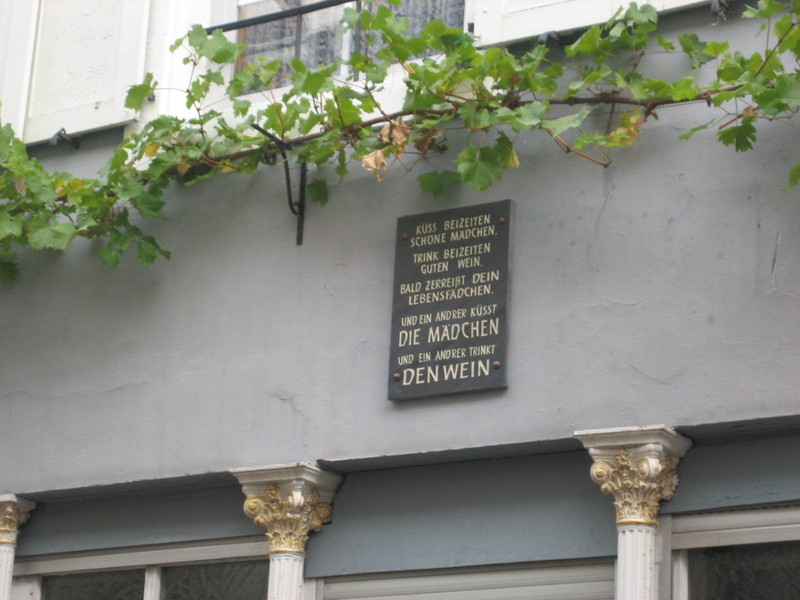 KÜSS BEIZEITEN
SCHÖNE MÄDCHEN.
TRINK BEIZEITEN
GUTEN WEIN.
BALD ZERREIẞT DEIN
LEBENSFÄDCHEN.
UND EIN ANDRER KÜSST
DIE MÄDCHEN
UND EIN ANDRER TRINKT
DEN WEIN